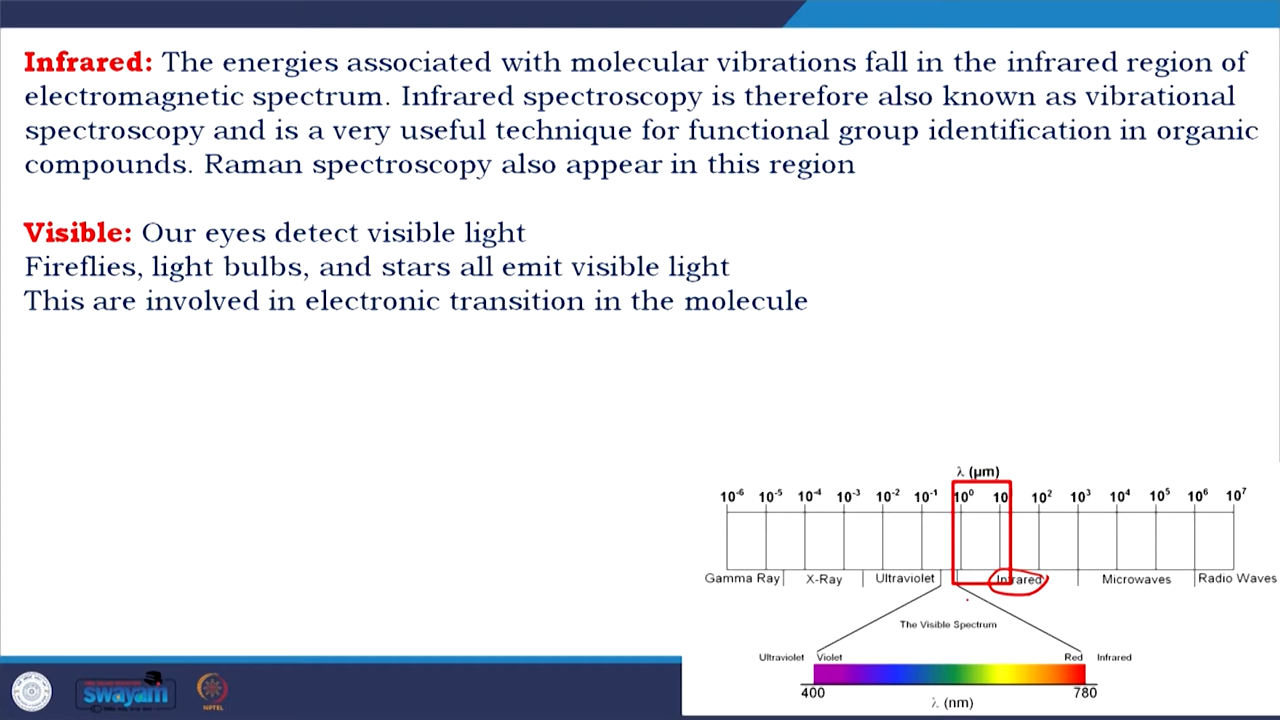 Infrared: The energies associated with molecular vibrations fall in the infrared region of
electromagnetic spectrum. Infrared spectroscopy is therefore also known as vibrational
spectroscopy and is a very useful technique for functional group identification in organic
compounds. Raman spectroscopy also appear in this region
Visible: Our eyes detect visible light
Fireflies, light bulbs, and stars all emit visible light
This are involved in electronic transition in the molecule
λ (μm)
10⁻⁶ 10⁻⁵ 10⁻⁴ 10⁻³ 10⁻² 10⁻¹ 10⁰ 10 10² 10³ 10⁴ 10⁵ 10⁶ 10⁷
Gamma Ray X-Ray Ultraviolet Infrared Microwaves Radio Waves
The Visible Spectrum
Ultraviolet Violet Red Infrared
400 780
λ (nm)
swayam
NPTEL